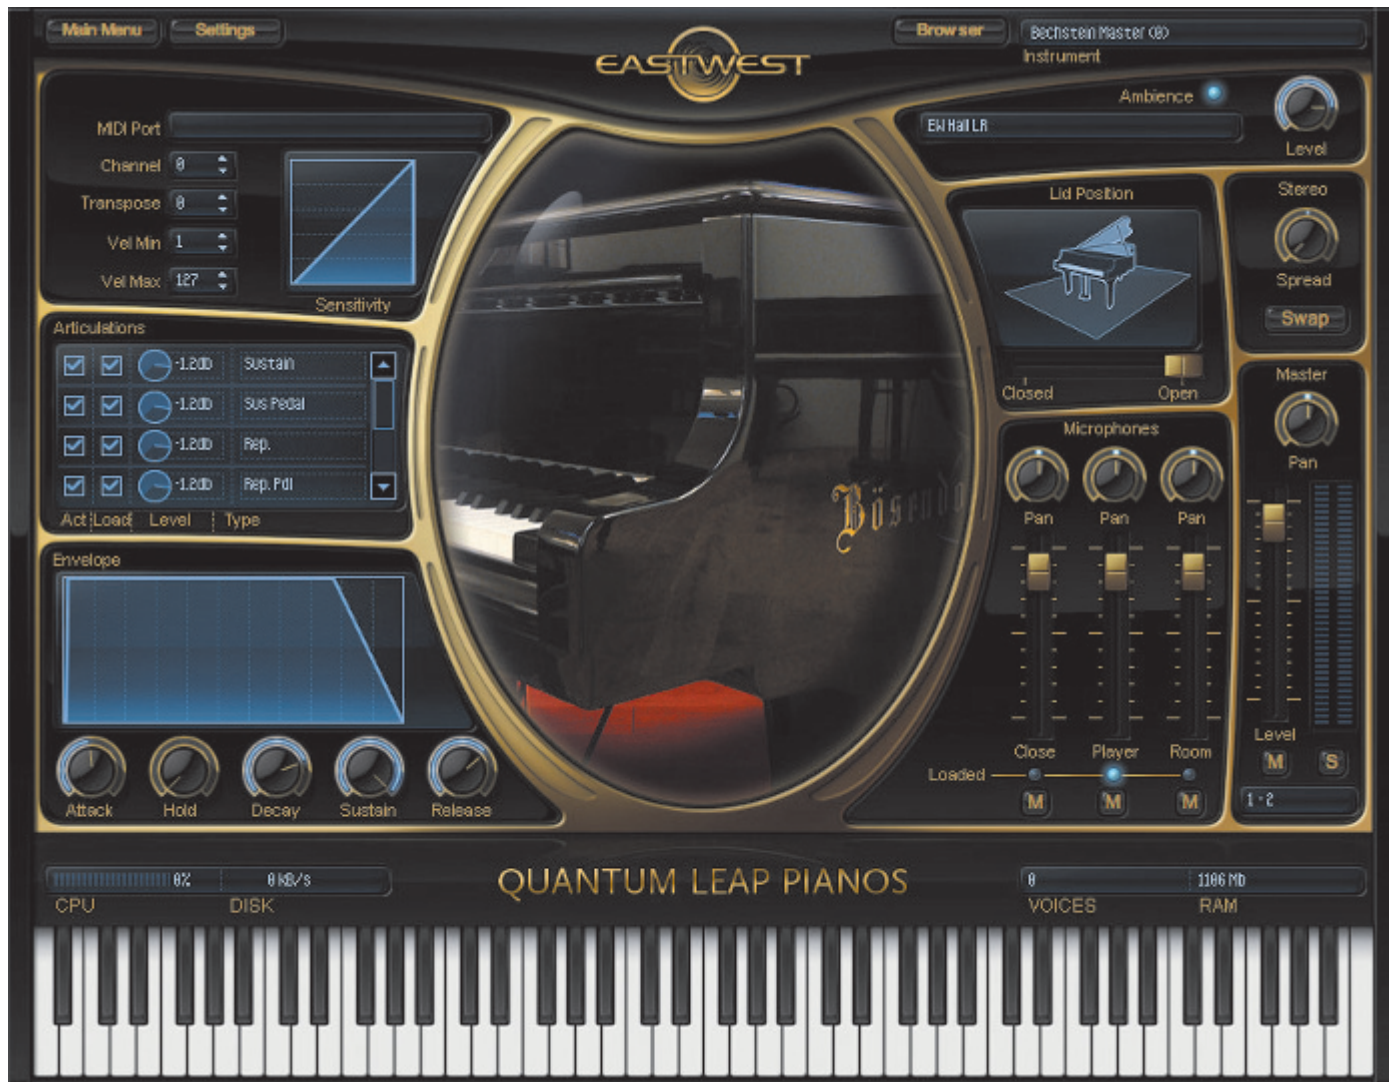 Main Menu
Settings
Browser
Bechstein Master (0)
Instrument
EASTWEST
Ambience
EW Hall LR
Level
MIDI Port
Channel 0
Transpose 0
Vel Min 1
Vel Max 127
Sensitivity
Lid Position
Closed
Open
Stereo
Spread
Swap
Articulations
-1.2db Sustain
-1.2db Sus Pedal
-1.2db Rep.
-1.2db Rep. Pdl
Act Load Level Type
Bösendo
Master
Pan
Level
M S
1 - 2
Microphones
Pan Pan Pan
Close Player Room
Loaded
M M M
Envelope
Attack Hold Decay Sustain Release
0% 0 kB/s
CPU DISK
QUANTUM LEAP PIANOS
0 1106 Mb
VOICES RAM